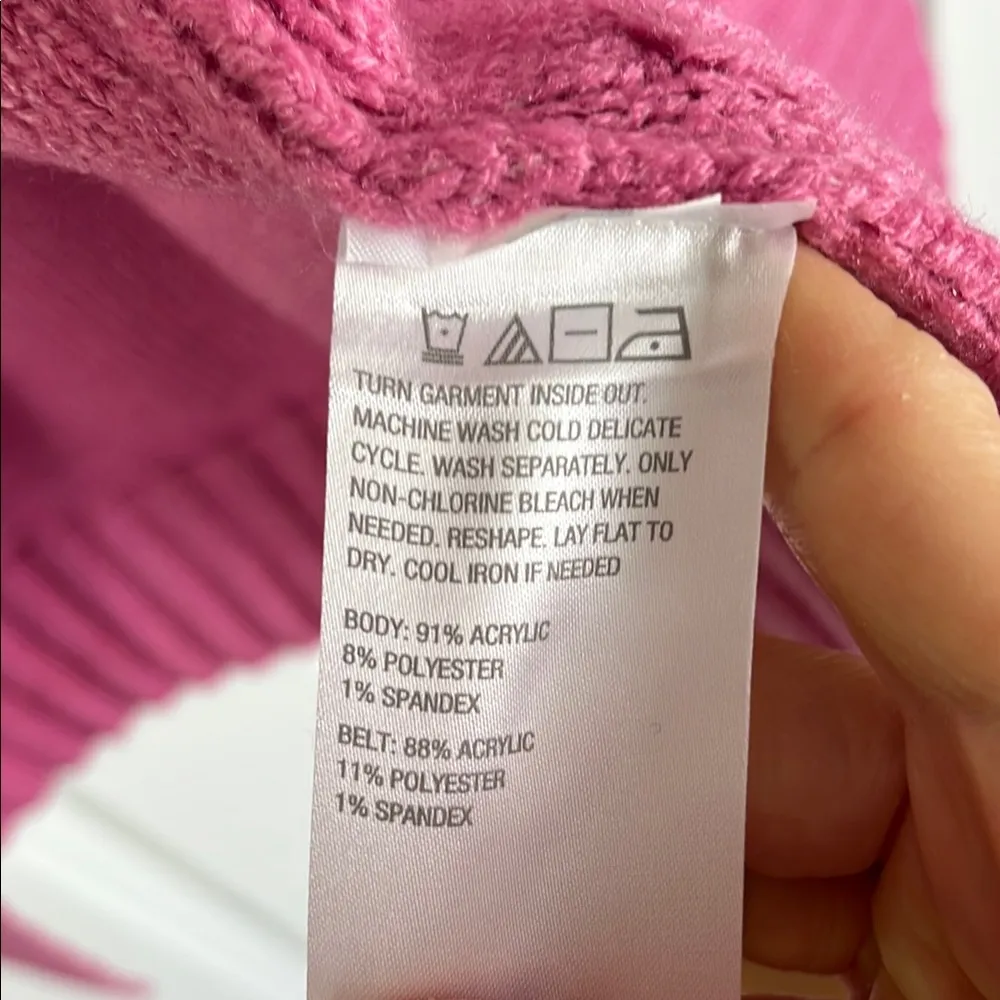 TURN GARMENT INSIDE OUT.
MACHINE WASH COLD DELICATE
CYCLE. WASH SEPARATELY. ONLY
NON-CHLORINE BLEACH WHEN
NEEDED. RESHAPE. LAY FLAT TO
DRY. COOL IRON IF NEEDED
BODY: 91% ACRYLIC
8% POLYESTER
1% SPANDEX
BELT: 88% ACRYLIC
11% POLYESTER
1% SPANDEX